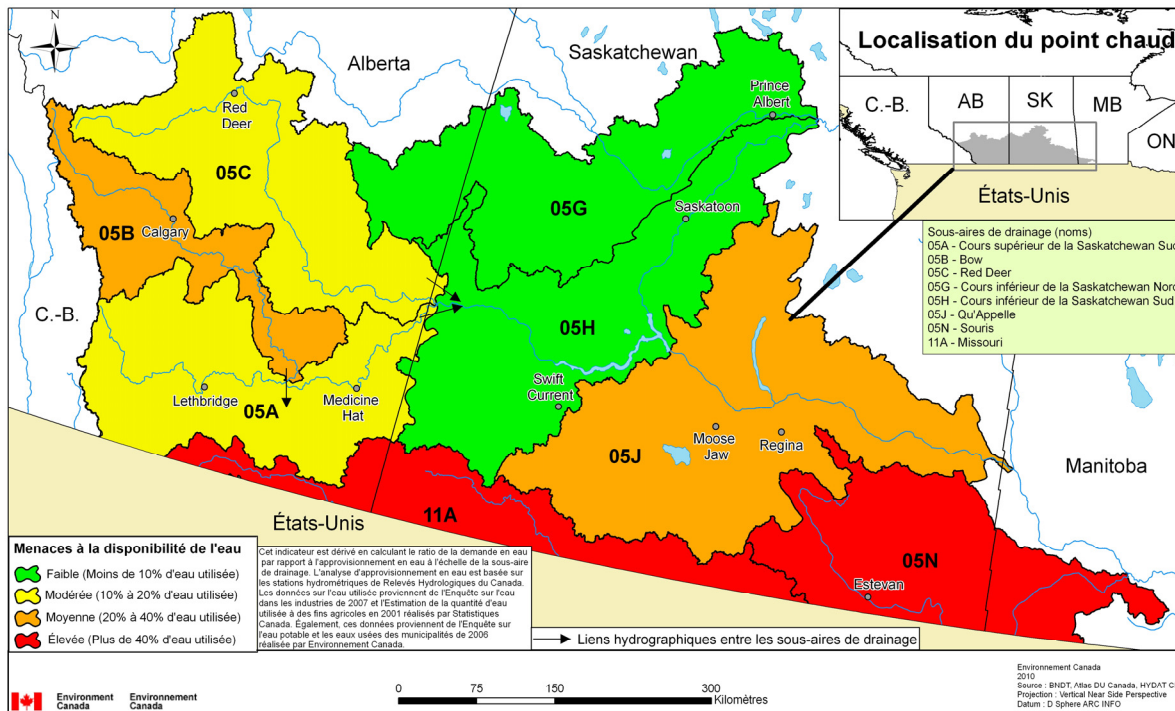 N
Alberta
Saskatchewan
Localisation du point chaud
C.-B.
AB
SK
MB
ON
États-Unis
Red
Deer
Prince
Albert
05C
05G
Saskatoon
05B
Calgary
Sous-aires de drainage (noms)
05A - Cours supérieur de la Saskatchewan Sud
05B - Bow
05C - Red Deer
05G - Cours inférieur de la Saskatchewan Nord
05H - Cours inférieur de la Saskatchewan Sud
05J - Qu'Appelle
05N - Souris
11A - Missouri
C.-B.
05H
Lethbridge
05A
Medicine
Hat
Swift
Current
Moose
Jaw
Regina
05J
Manitoba
États-Unis
11A
05N
Estevan
Menaces à la disponibilité de l'eau
Faible (Moins de 10% d'eau utilisée)
Modérée (10% à 20% d'eau utilisée)
Moyenne (20% à 40% d'eau utilisée)
Élevée (Plus de 40% d'eau utilisée)
Cet indicateur est dérivé en calculant le ratio de la demande en eau
par rapport à l'approvisionnement en eau à l'échelle de la sous-aire
de drainage. L'analyse d'approvisionnement en eau est basée sur
les stations hydrométriques de Relevés Hydrologiques du Canada.
Les données sur l'eau utilisée proviennent de l'Enquête sur l'eau
dans les industries de 2007 et l'Estimation de la quantité d'eau
utilisée à des fins agricoles en 2001 réalisés par Statistiques
Canada. Également, ces données proviennent de l'Enquête sur
l'eau potable et les eaux usées des municipalités de 2006
réalisée par Environnement Canada.
Liens hydrographiques entre les sous-aires de drainage
Environment
Canada
Environnement
Canada
0 75 150 300
Kilomètres
Environnement Canada
2010
Source : BNDT, Atlas DU Canada, HYDAT
Projection : Vertical Near Side Perspective
Datum : D Sphere ARC INFO